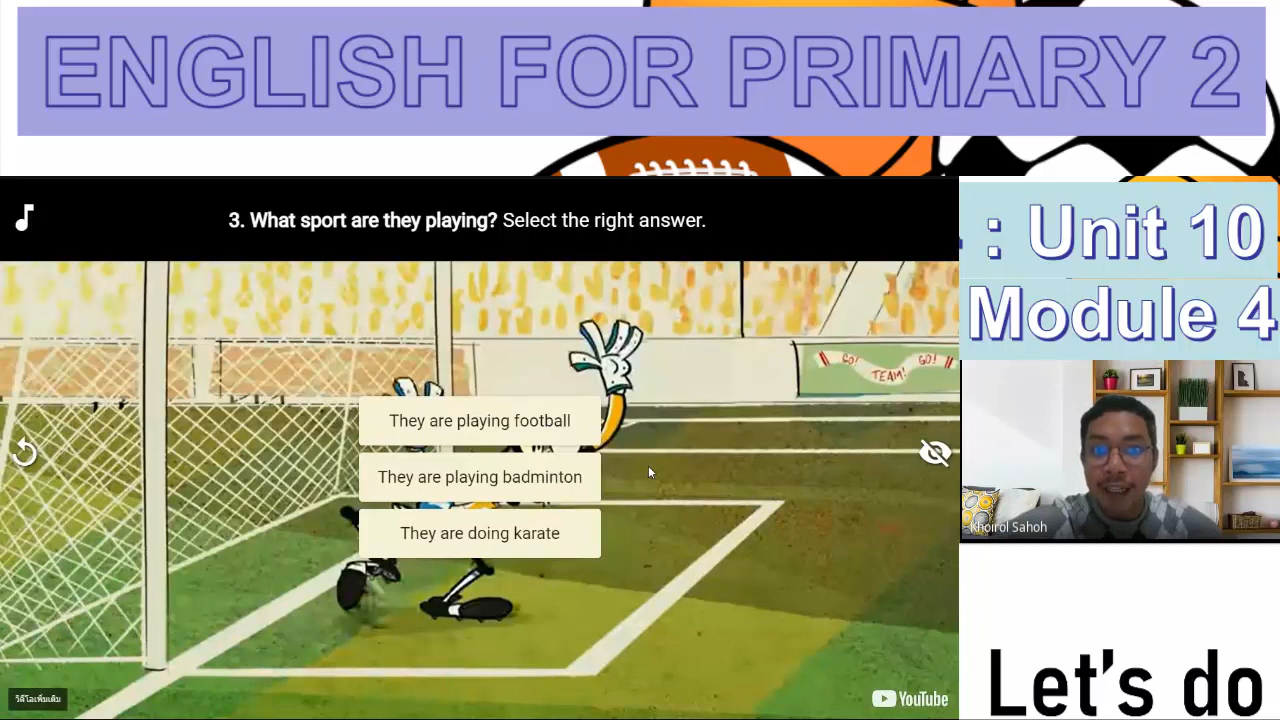 ENGLISH FOR PRIMARY 2
3. What sport are they playing? Select the right answer.
: Unit 10
Module 4
GO! GO!
TEAM!
They are playing football
They are playing badminton
They are doing karate
Khoirol Sahoh
วิดีโอเพิ่มเติม
YouTube
Let's do